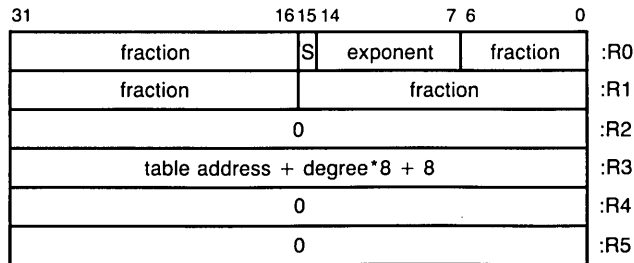 31 16 15 14 7 6 0
fraction S exponent fraction :R0
fraction fraction :R1
0 :R2
table address + degree*8 + 8 :R3
0 :R4
0 :R5